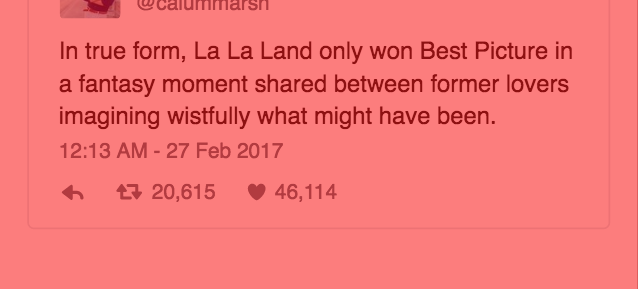 @calummarsh
In true form, La La Land only won Best Picture in
a fantasy moment shared between former lovers
imagining wistfully what might have been.
12:13 AM - 27 Feb 2017
20,615 46,114